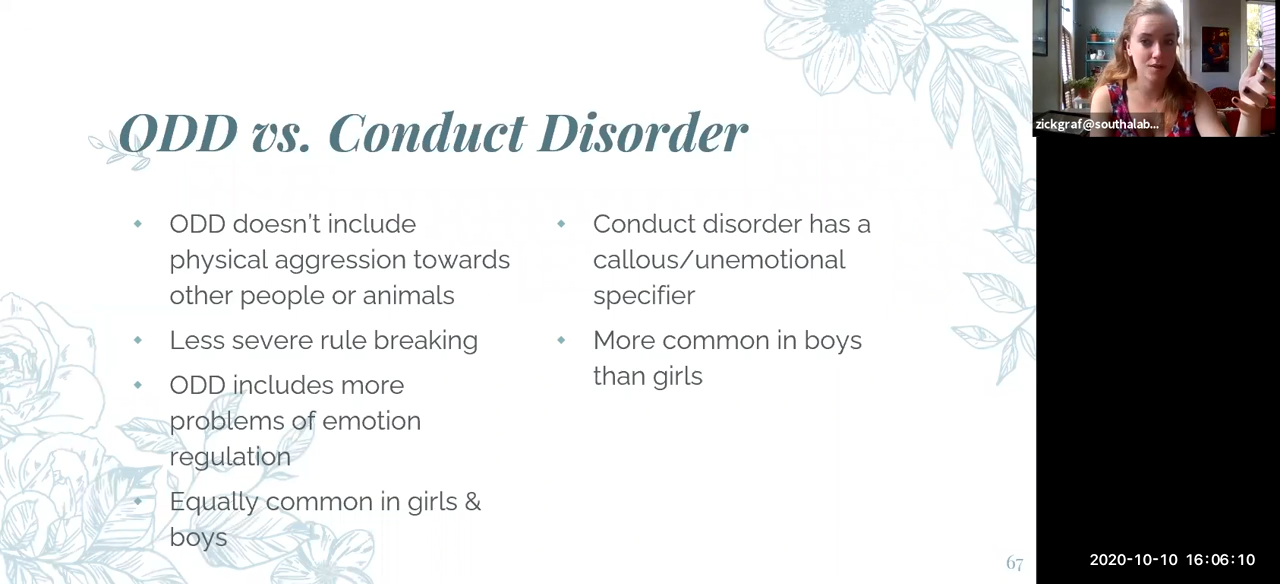 ODD vs. Conduct Disorder
ODD doesn't include
physical aggression towards
other people or animals
Less severe rule breaking
ODD includes more
problems of emotion
regulation
Equally common in girls &
boys
Conduct disorder has a
callous/unemotional
specifier
More common in boys
than girls
67
zickgraf@southalab...
2020-10-10 16:06:10